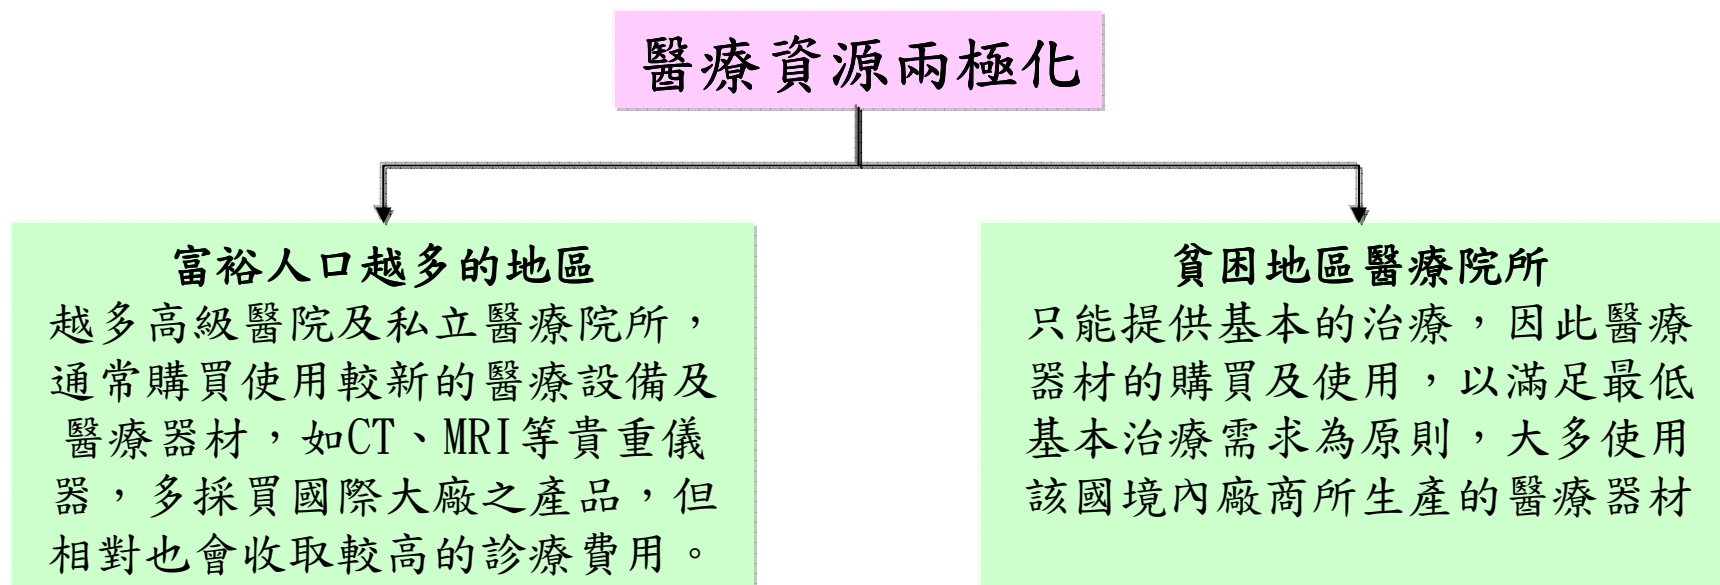 醫療資源兩極化
富裕人口越多的地區
越多高級醫院及私立醫療院所，
通常購買使用較新的醫療設備及
醫療器材，如CT、MRI等貴重儀
器，多採買國際大廠之產品，但
相對也會收取較高的診療費用。
貧困地區醫療院所
只能提供基本的治療，因此醫療
器材的購買及使用，以滿足最低
基本治療需求為原則，大多使用
該國境內廠商所生產的醫療器材